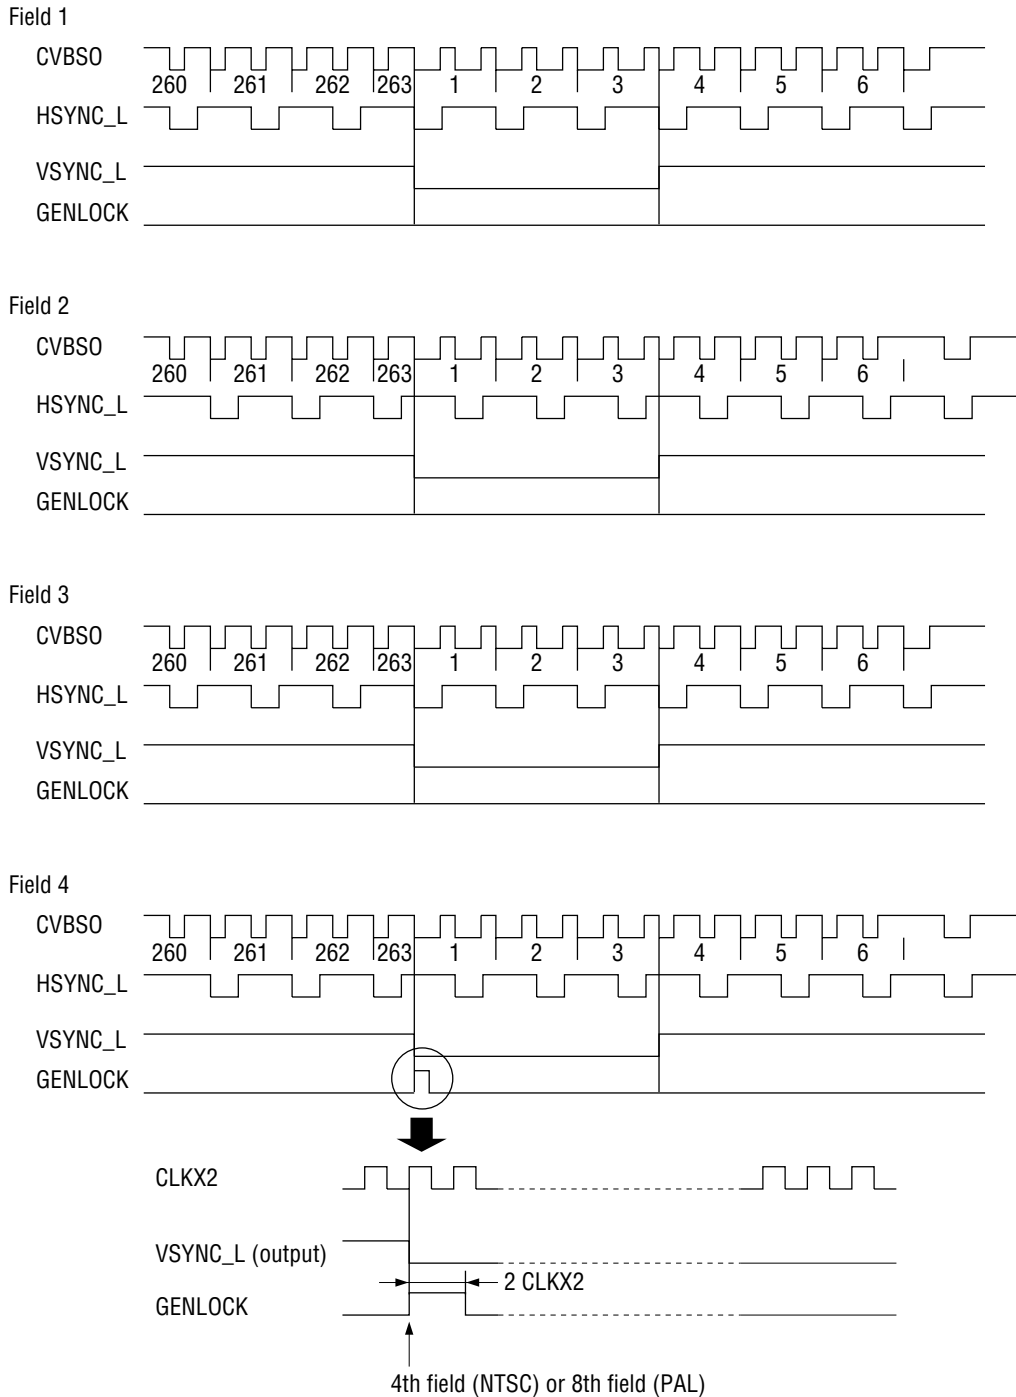 Field 1
CVBSO
260 261 262 263 1 2 3 4 5 6
HSYNC_L
VSYNC_L
GENLOCK
Field 2
CVBSO
260 261 262 263 1 2 3 4 5 6
HSYNC_L
VSYNC_L
GENLOCK
Field 3
CVBSO
260 261 262 263 1 2 3 4 5 6
HSYNC_L
VSYNC_L
GENLOCK
Field 4
CVBSO
260 261 262 263 1 2 3 4 5 6
HSYNC_L
VSYNC_L
GENLOCK
CLKX2
VSYNC_L (output)
2 CLKX2
GENLOCK
4th field (NTSC) or 8th field (PAL)